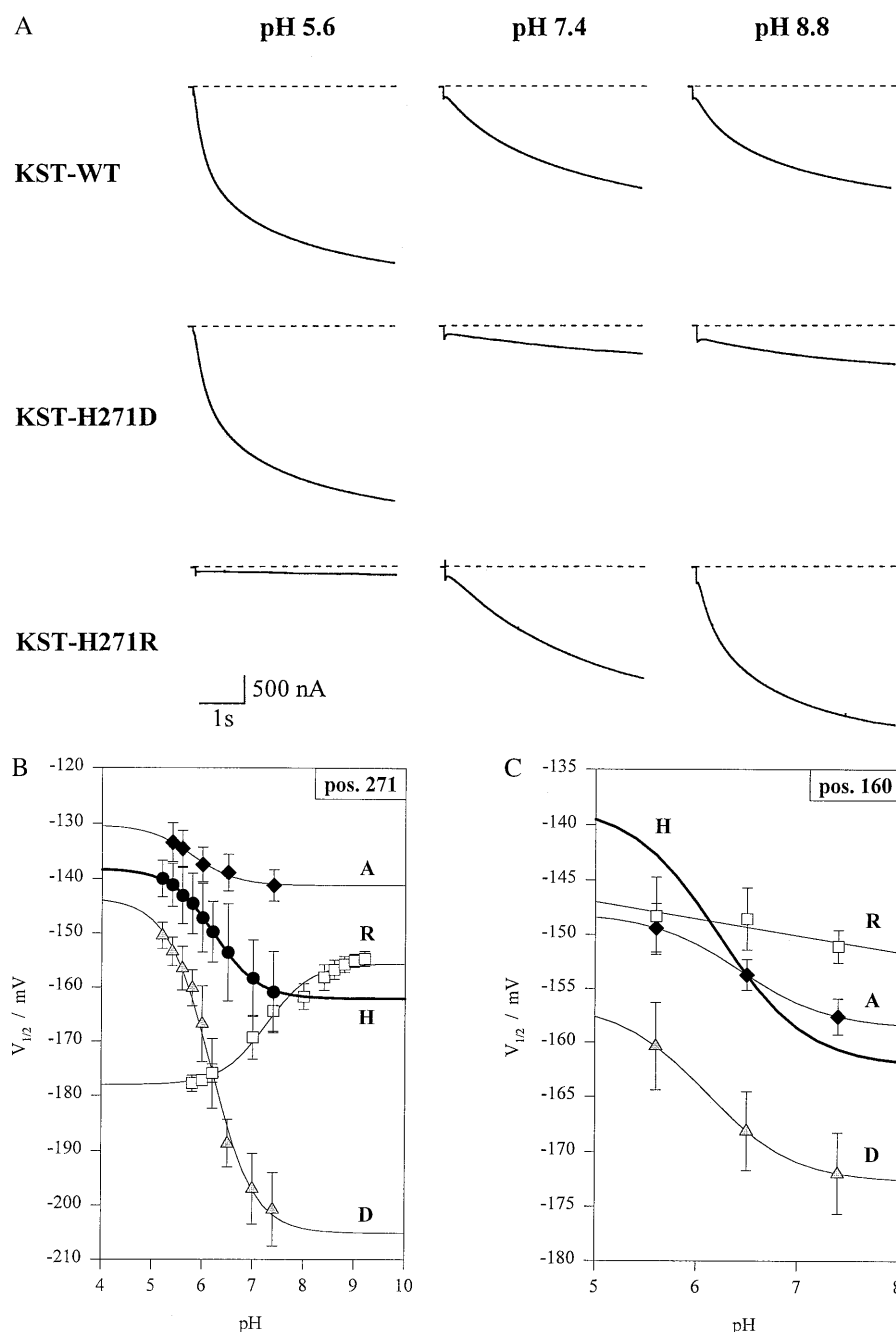 A
pH 5.6 pH 7.4 pH 8.8
KST-WT
KST-H271D
KST-H271R
500 nA
1s
B
pos. 271
-120
-130
-140
-150
-160
-170
-180
-190
-200
-210
V1/2 / mV
A
R
H
D
4 5 6 7 8 9 10
pH
C
pos. 160
-135
-140
-145
-150
-155
-160
-165
-170
-175
-180
V1/2 / mV
H
R
A
D
5 6 7 8
pH